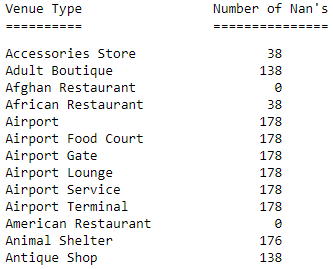 Venue Type Number of Nan's
========== ===============
Accessories Store 38
Adult Boutique 138
Afghan Restaurant 0
African Restaurant 38
Airport 178
Airport Food Court 178
Airport Gate 178
Airport Lounge 178
Airport Service 178
Airport Terminal 178
American Restaurant 0
Animal Shelter 176
Antique Shop 138